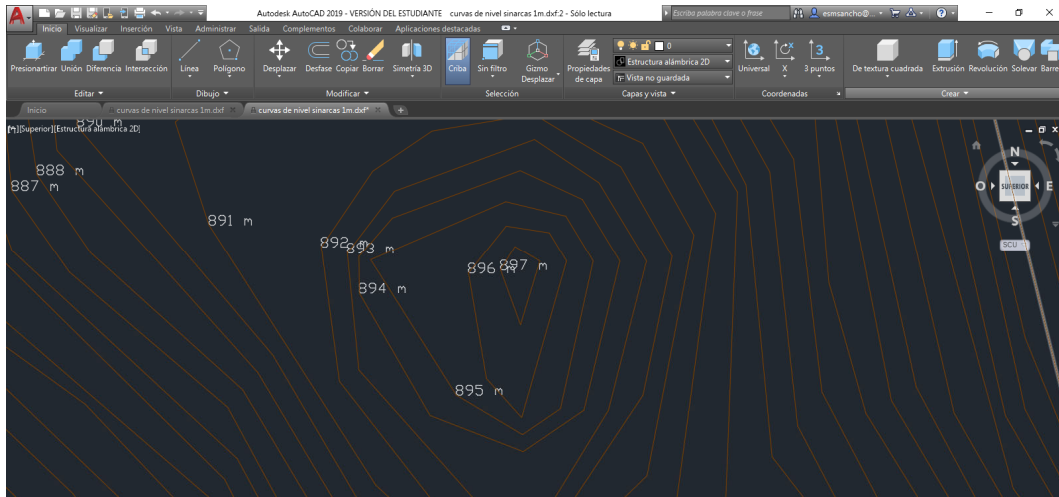 Autodesk AutoCAD 2019 - VERSIÓN DEL ESTUDIANTE curvas de nivel sinarcas 1m.dxf:2 - Sólo lectura
Escriba palabra clave o frase
esmsancho@...
Inicio Visualizar Inserción Vista Administrar Salida Complementos Colaborar Aplicaciones destacadas
Presionartirar Unión Diferencia Intersección
Línea Polígono
Desplazar Desfase Copiar Borrar Simetría 3D
Criba Sin filtro Gizmo Desplazar
Propiedades de capa
0
Estructura alámbrica 2D
Vista no guardada
Universal X 3 puntos
De textura cuadrada Extrusión Revolución Solevar Barre
Editar Dibujo Modificar Selección Capas y vista Coordenadas Crear
Inicio curvas de nivel sinarcas 1m.dxf curvas de nivel sinarcas 1m.dxf*
890 m
[-][Superior][Estructura alámbrica 2D]
888 m
887 m
891 m
892 m
893 m
896 m
897 m
894 m
895 m
N
O SUPERIOR E
S
SCU